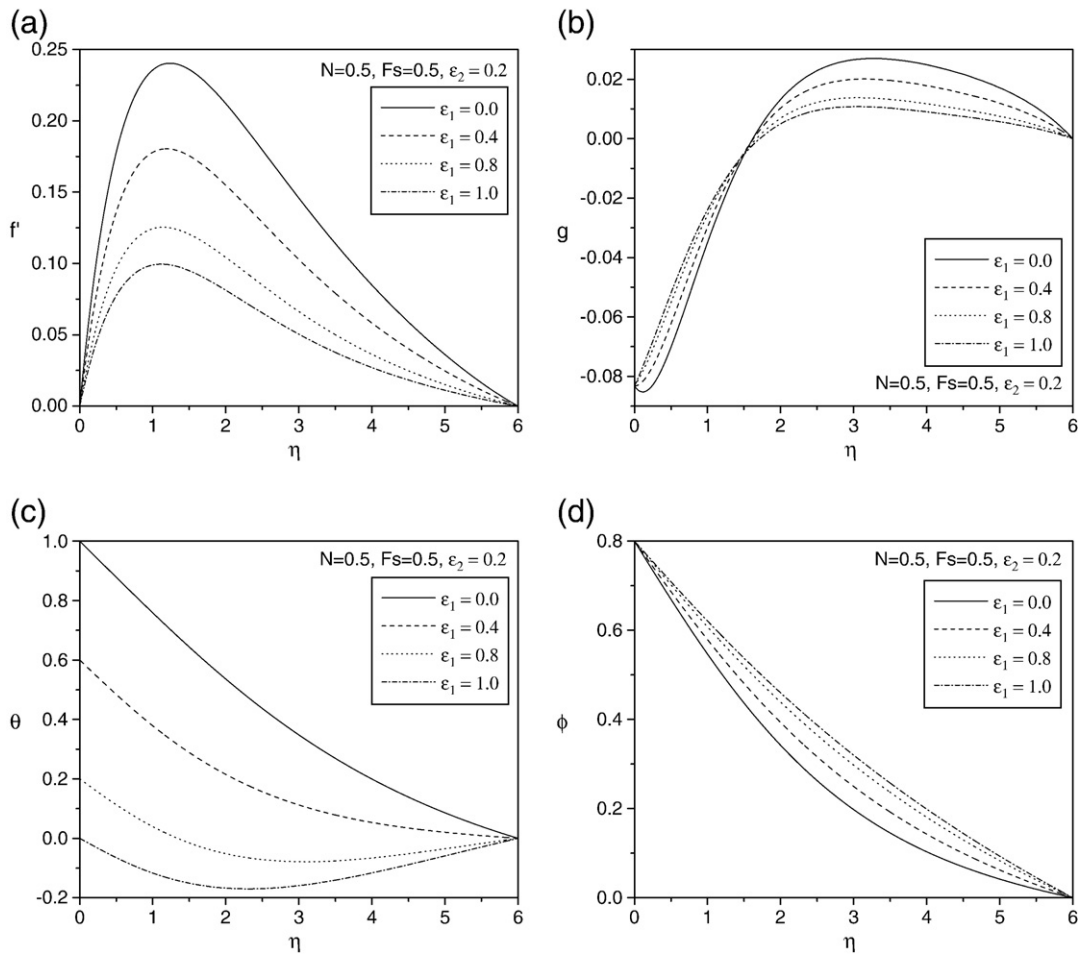 (a)
0.25
0.20
0.15
0.10
0.05
0.00
f'
N=0.5, Fs=0.5, ε₂ = 0.2
ε₁ = 0.0
ε₁ = 0.4
ε₁ = 0.8
ε₁ = 1.0
0 1 2 3 4 5 6
η
(b)
0.02
0.00
-0.02
-0.04
-0.06
-0.08
g
ε₁ = 0.0
ε₁ = 0.4
ε₁ = 0.8
ε₁ = 1.0
N=0.5, Fs=0.5, ε₂ = 0.2
0 1 2 3 4 5 6
η
(c)
1.0
0.8
0.6
0.4
0.2
0.0
-0.2
θ
N=0.5, Fs=0.5, ε₂ = 0.2
ε₁ = 0.0
ε₁ = 0.4
ε₁ = 0.8
ε₁ = 1.0
0 1 2 3 4 5 6
η
(d)
0.8
0.6
0.4
0.2
0.0
ϕ
N=0.5, Fs=0.5, ε₂ = 0.2
ε₁ = 0.0
ε₁ = 0.4
ε₁ = 0.8
ε₁ = 1.0
0 1 2 3 4 5 6
η